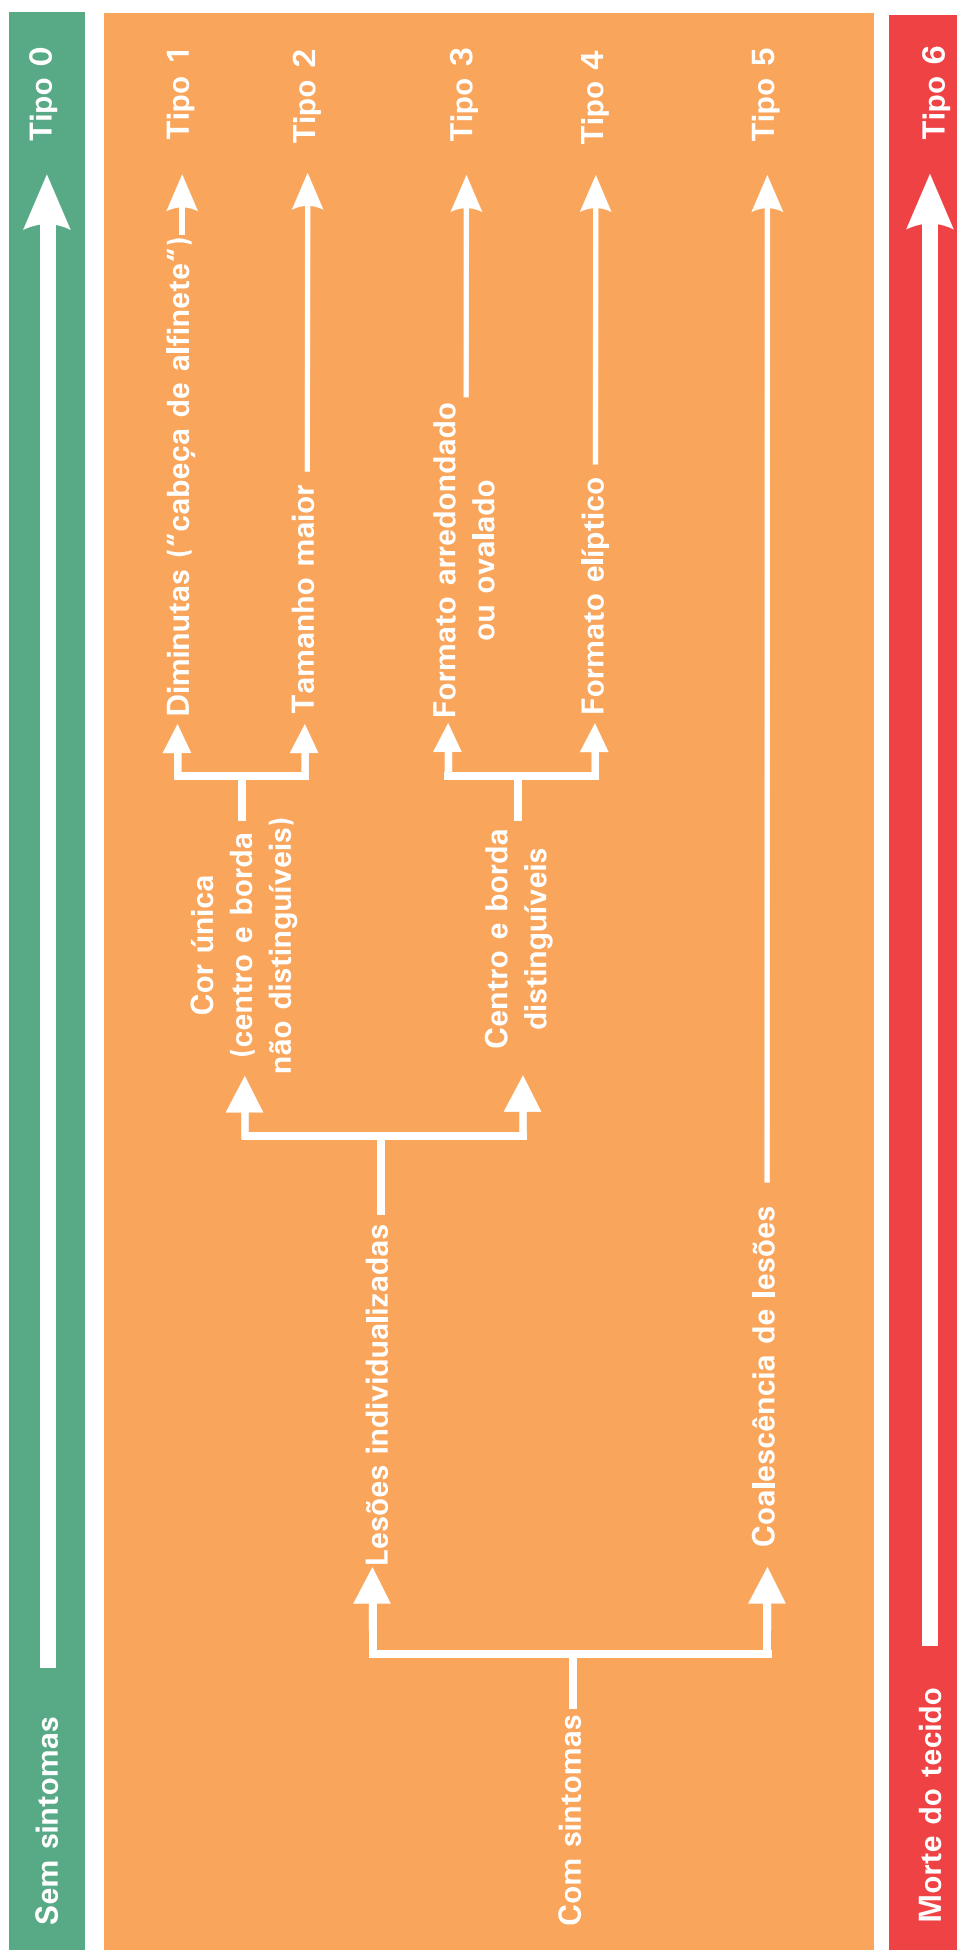 Sem sintomas
Tipo 0
Com sintomas
Lesões individualizadas
Cor única
(centro e borda
não distinguíveis)
Diminutas (“cabeça de alfinete”)
Tipo 1
Tamanho maior
Tipo 2
Centro e borda
distinguíveis
Formato arredondado
ou ovalado
Tipo 3
Formato elíptico
Tipo 4
Coalescência de lesões
Tipo 5
Morte do tecido
Tipo 6